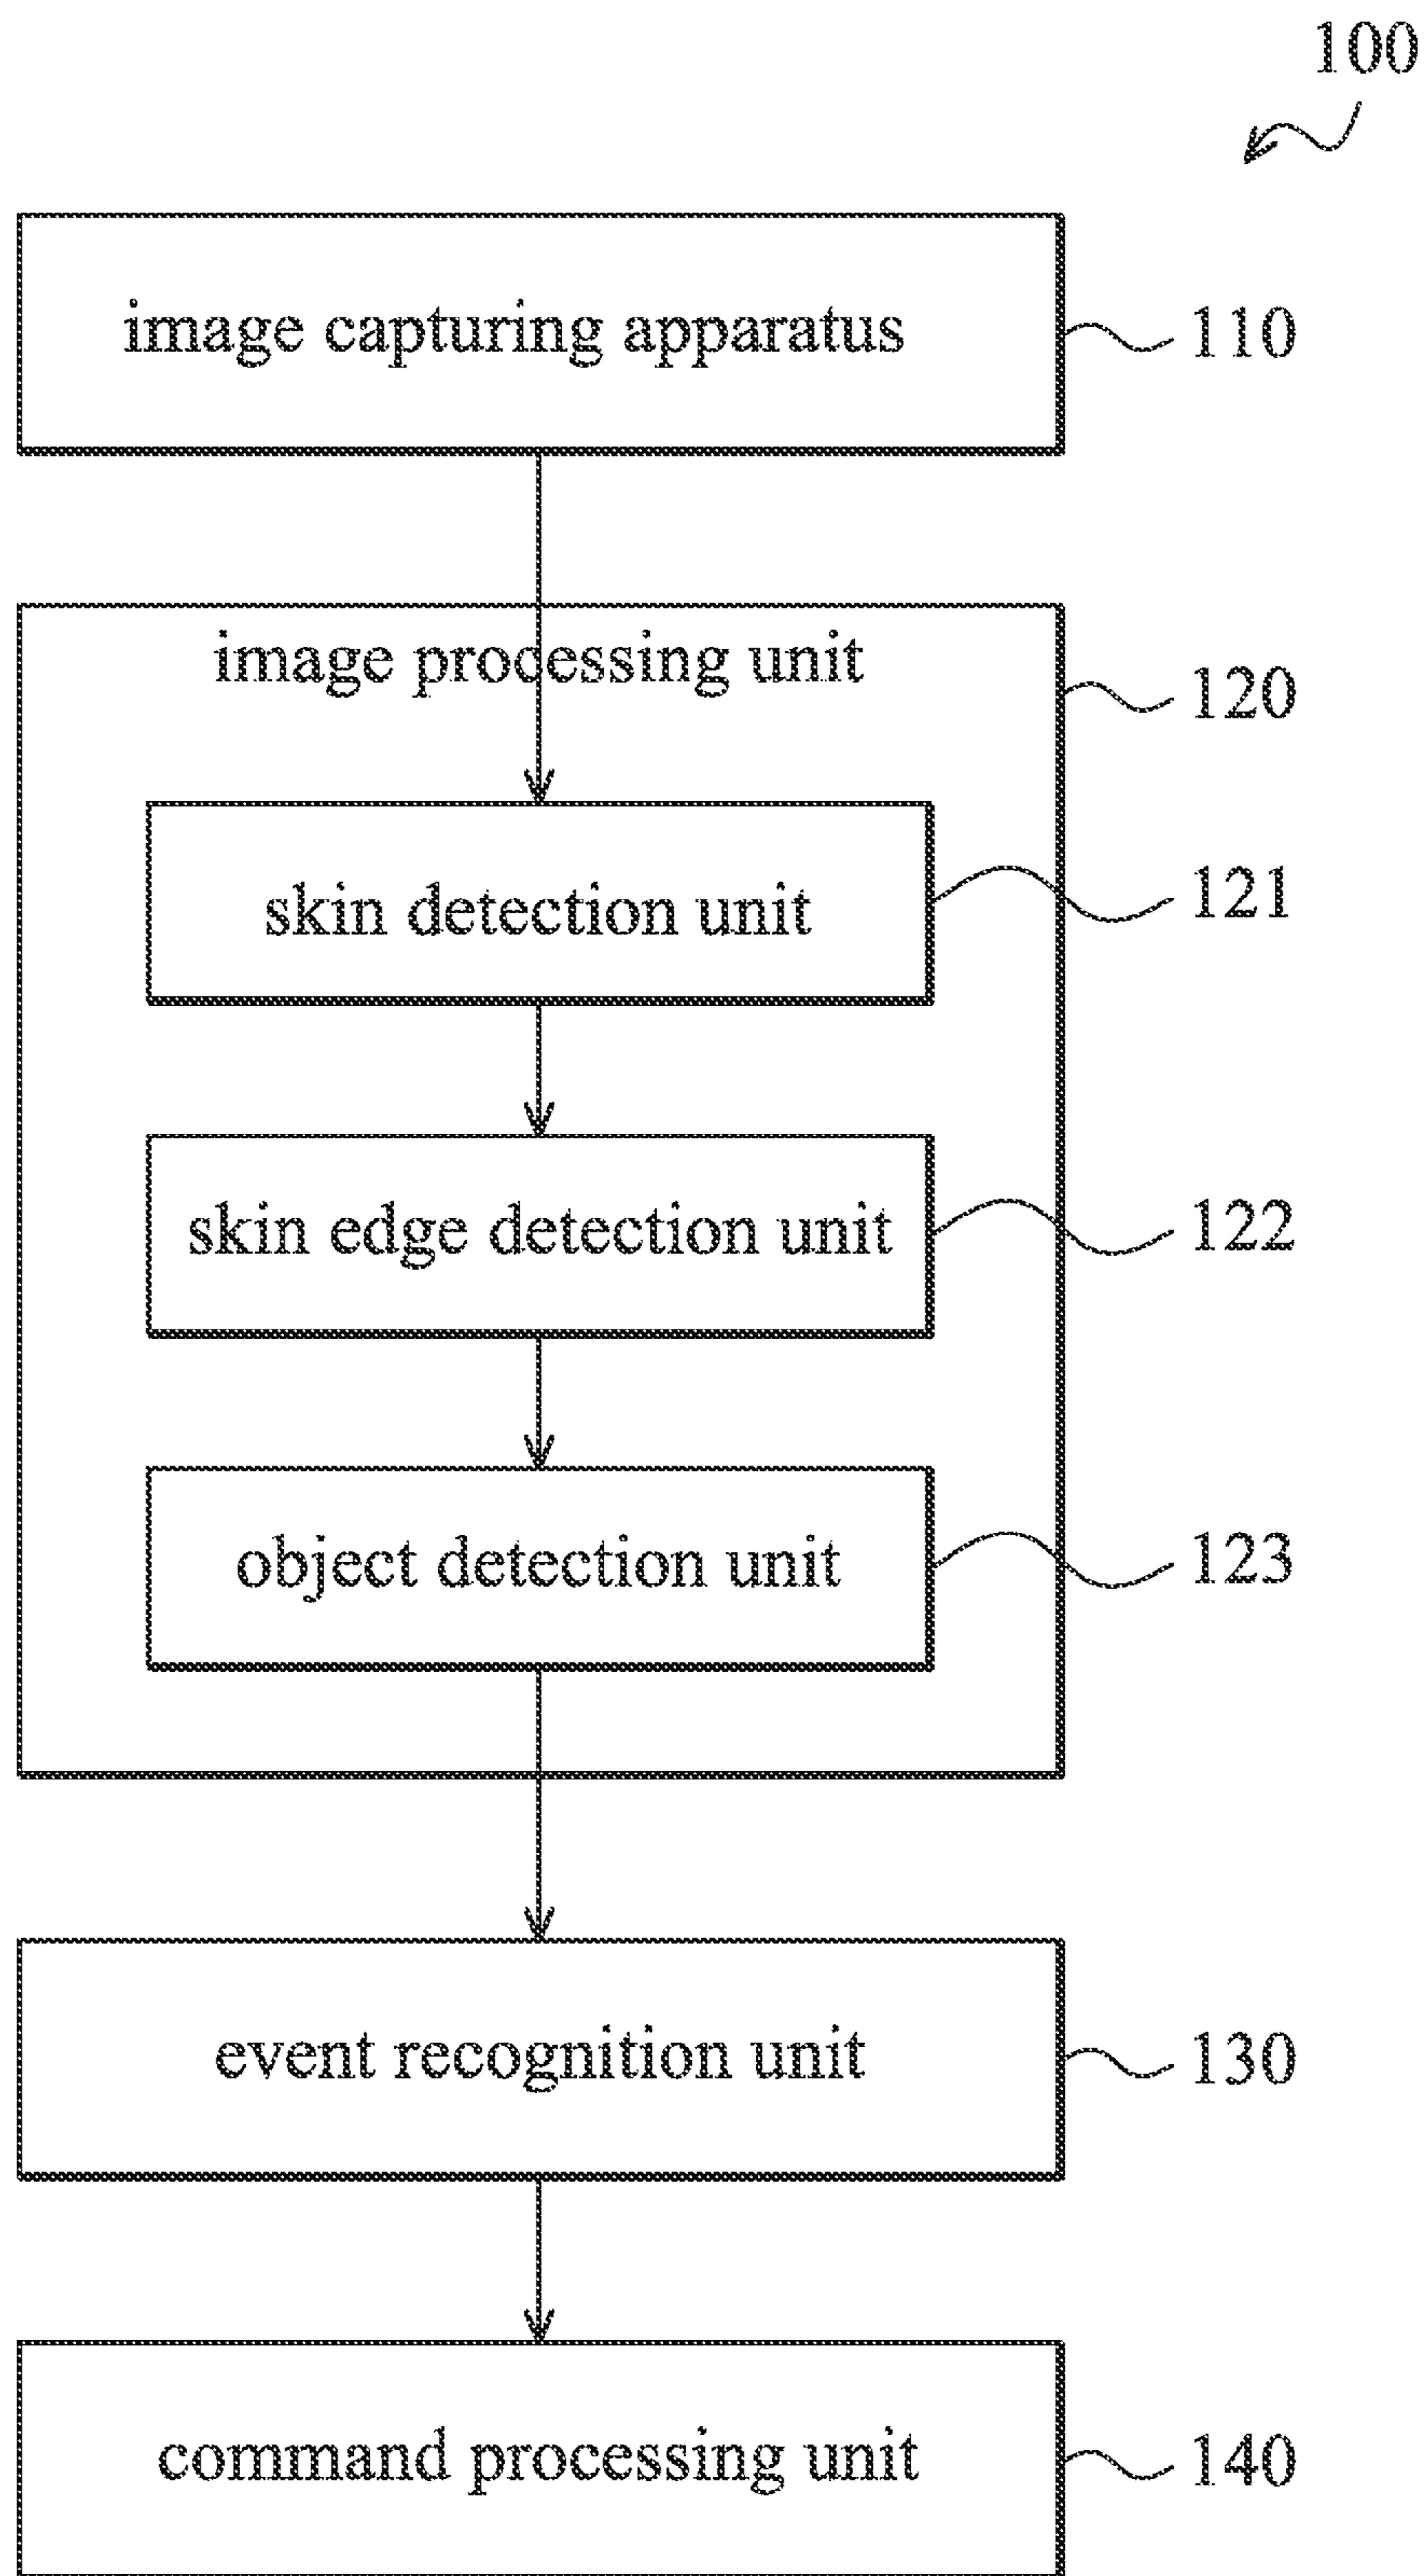 100
image capturing apparatus
110
image processing unit
120
skin detection unit
121
skin edge detection unit
122
object detection unit
123
event recognition unit
130
command processing unit
140